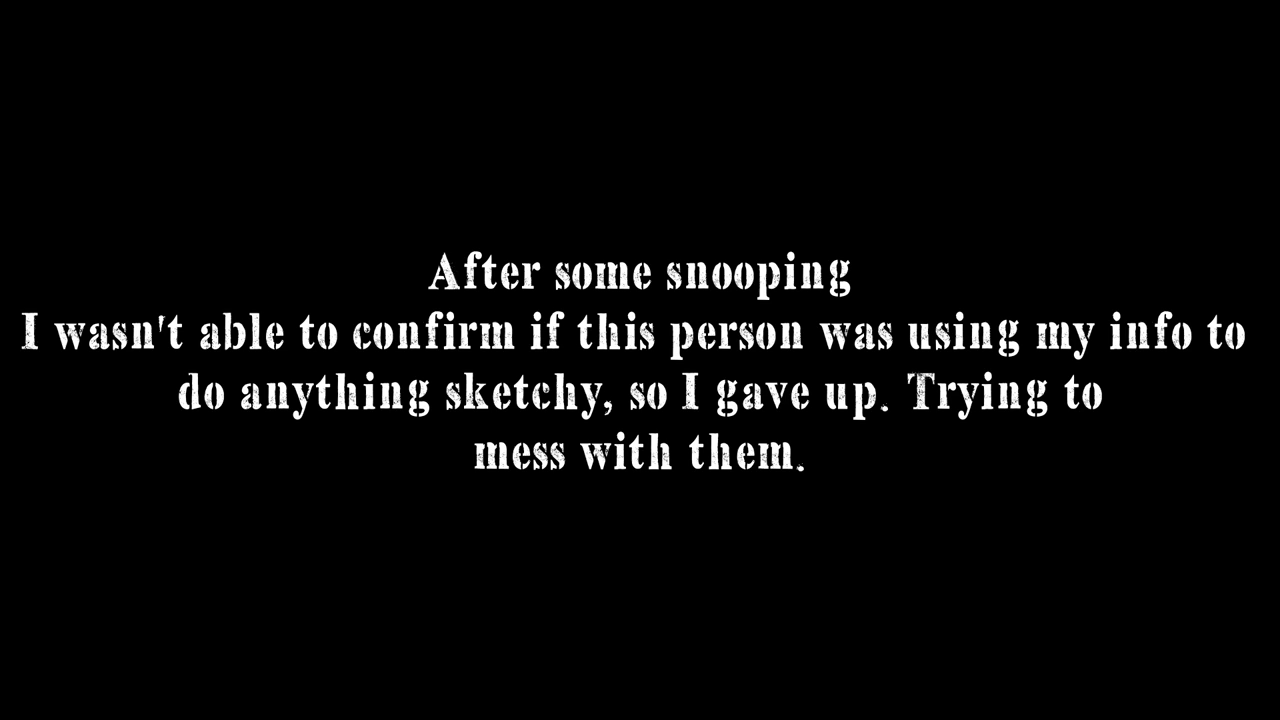 After some snooping
I wasn't able to confirm if this person was using my info to
do anything sketchy, so I gave up. Trying to
mess with them.